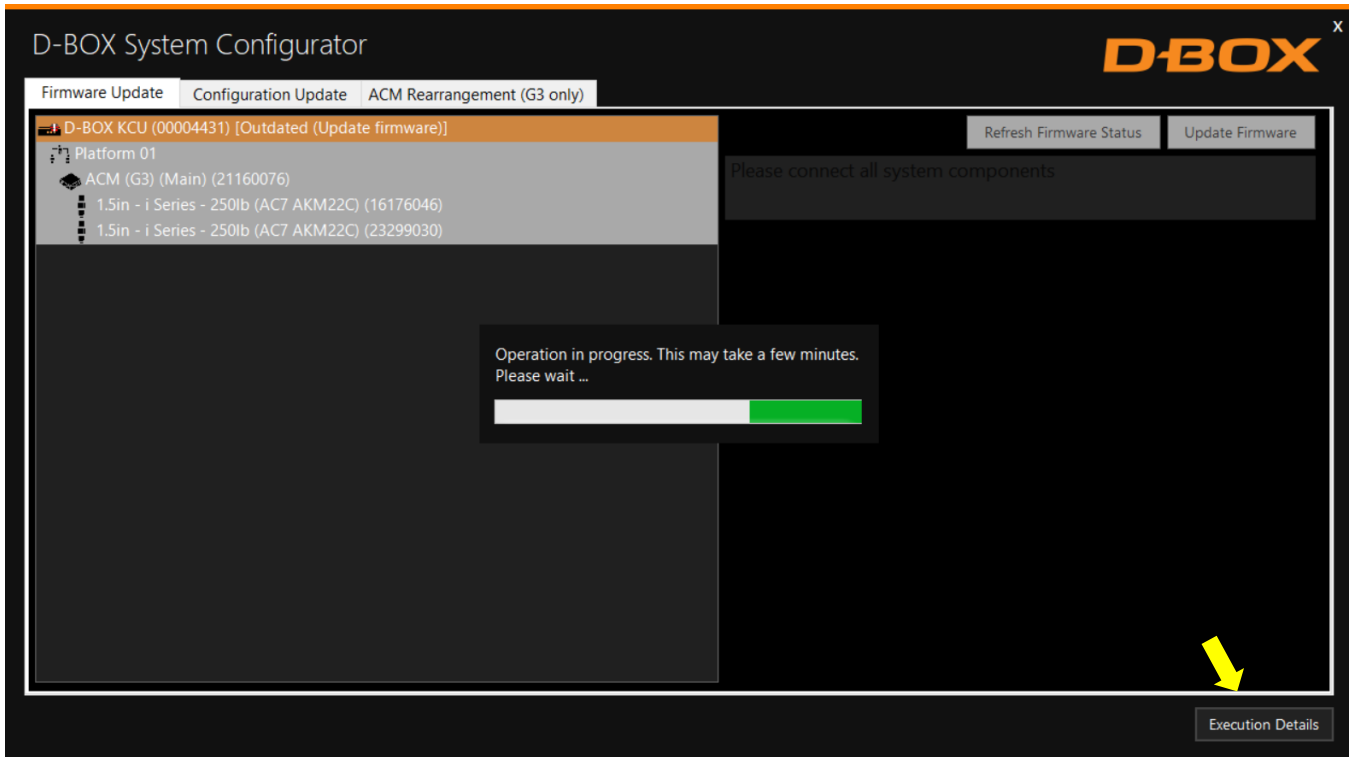 D-BOX System Configurator
D-BOX
X
Firmware Update
Configuration Update
ACM Rearrangement (G3 only)
D-BOX KCU (00004431) [Outdated (Update firmware)]
Platform 01
ACM (G3) (Main) (21160076)
1.5in - i Series - 250lb (AC7 AKM22C) (16176046)
1.5in - i Series - 250lb (AC7 AKM22C) (23299030)
Refresh Firmware Status
Update Firmware
Please connect all system components
Operation in progress. This may take a few minutes.
Please wait ...
Execution Details